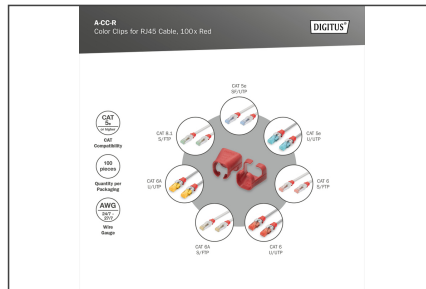 A-CC-R
Color Clips for RJ45 Cable, 100x Red
DIGITUS®
CAT 5e
SF/UTP
CAT 8.1
S/FTP
CAT 5e
U/UTP
CAT
5e
or higher
CAT
Compatibility
100
pieces
Quantity per
Packaging
CAT 6A
U/UTP
CAT 6
S/FTP
AWG
24/7 -
27/7
Wire
Gauge
CAT 6A
S/FTP
CAT 6
U/UTP